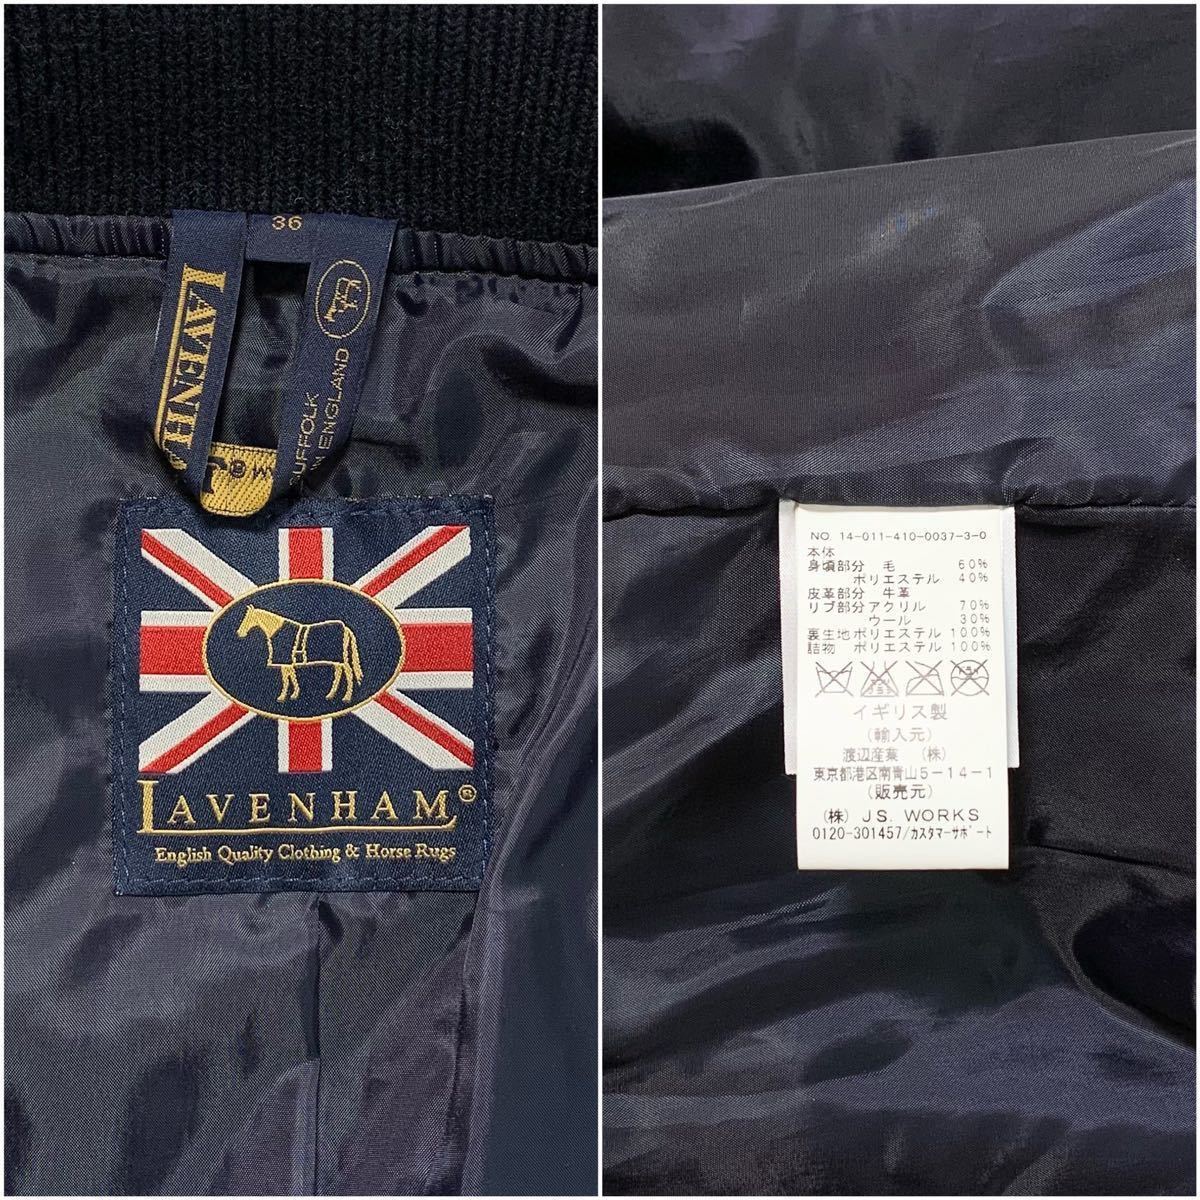 36
LAVENH
SUFFOLK
IN ENGLAND
LAVENHAM®
English Quality Clothing & Horse Rugs
NO. 14-011-410-0037-3-0
本体
身頃部分 毛 60%
ポリエステル 40%
皮革部分 牛革
リブ部分 アクリル 70%
ウール 30%
裏生地 ポリエステル 100%
詰物 ポリエステル 100%
イギリス製
(輸入元)
渡辺産業 (株)
東京都港区南青山5-14-1
(販売元)
(株) J.S. WORKS
0120-301457/カスタマーサポート